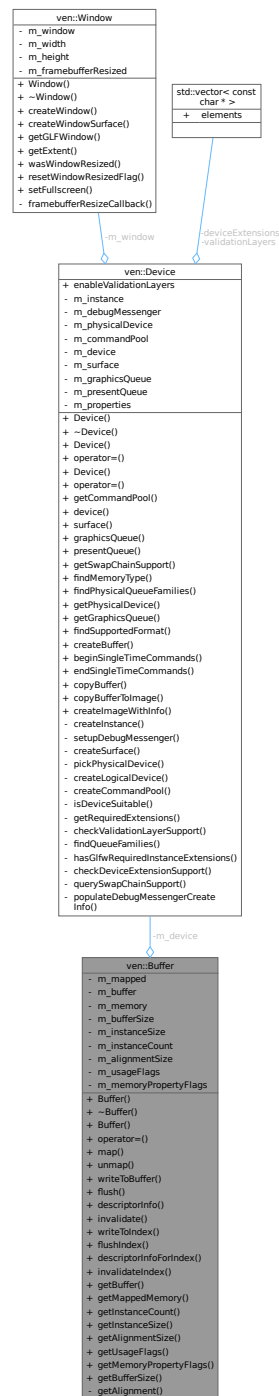 ven::Window
- m_window
- m_width
- m_height
- m_framebufferResized
+ Window()
+ ~Window()
+ createWindow()
+ createWindowSurface()
+ getGLFWindow()
+ getExtent()
+ wasWindowResized()
+ resetWindowResizedFlag()
+ setFullscreen()
- framebufferResizeCallback()
std::vector< const
char * >
+ elements
-m_window
-deviceExtensions
-validationLayers
ven::Device
+ enableValidationLayers
- m_instance
- m_debugMessenger
- m_physicalDevice
- m_commandPool
- m_device
- m_surface
- m_graphicsQueue
- m_presentQueue
- m_properties
+ Device()
+ ~Device()
+ Device()
+ operator=()
+ Device()
+ operator=()
+ getCommandPool()
+ device()
+ surface()
+ graphicsQueue()
+ presentQueue()
+ getSwapChainSupport()
+ findMemoryType()
+ findPhysicalQueueFamilies()
+ getPhysicalDevice()
+ getGraphicsQueue()
+ findSupportedFormat()
+ createBuffer()
+ beginSingleTimeCommands()
+ endSingleTimeCommands()
+ copyBuffer()
+ copyBufferToImage()
+ createImageWithInfo()
- createInstance()
- setupDebugMessenger()
- createSurface()
- pickPhysicalDevice()
- createLogicalDevice()
- createCommandPool()
- isDeviceSuitable()
- getRequiredExtensions()
- checkValidationLayerSupport()
- findQueueFamilies()
- hasGlfwRequiredInstanceExtensions()
- checkDeviceExtensionSupport()
- querySwapChainSupport()
- populateDebugMessengerCreate
Info()
-m_device
ven::Buffer
- m_mapped
- m_buffer
- m_memory
- m_bufferSize
- m_instanceSize
- m_instanceCount
- m_alignmentSize
- m_usageFlags
- m_memoryPropertyFlags
+ Buffer()
+ ~Buffer()
+ Buffer()
+ operator=()
+ map()
+ unmap()
+ writeToBuffer()
+ flush()
+ descriptorInfo()
+ invalidate()
+ writeToIndex()
+ flushIndex()
+ descriptorInfoForIndex()
+ invalidateIndex()
+ getBuffer()
+ getMappedMemory()
+ getInstanceCount()
+ getInstanceSize()
+ getAlignmentSize()
+ getUsageFlags()
+ getMemoryPropertyFlags()
+ getBufferSize()
- getAlignment()